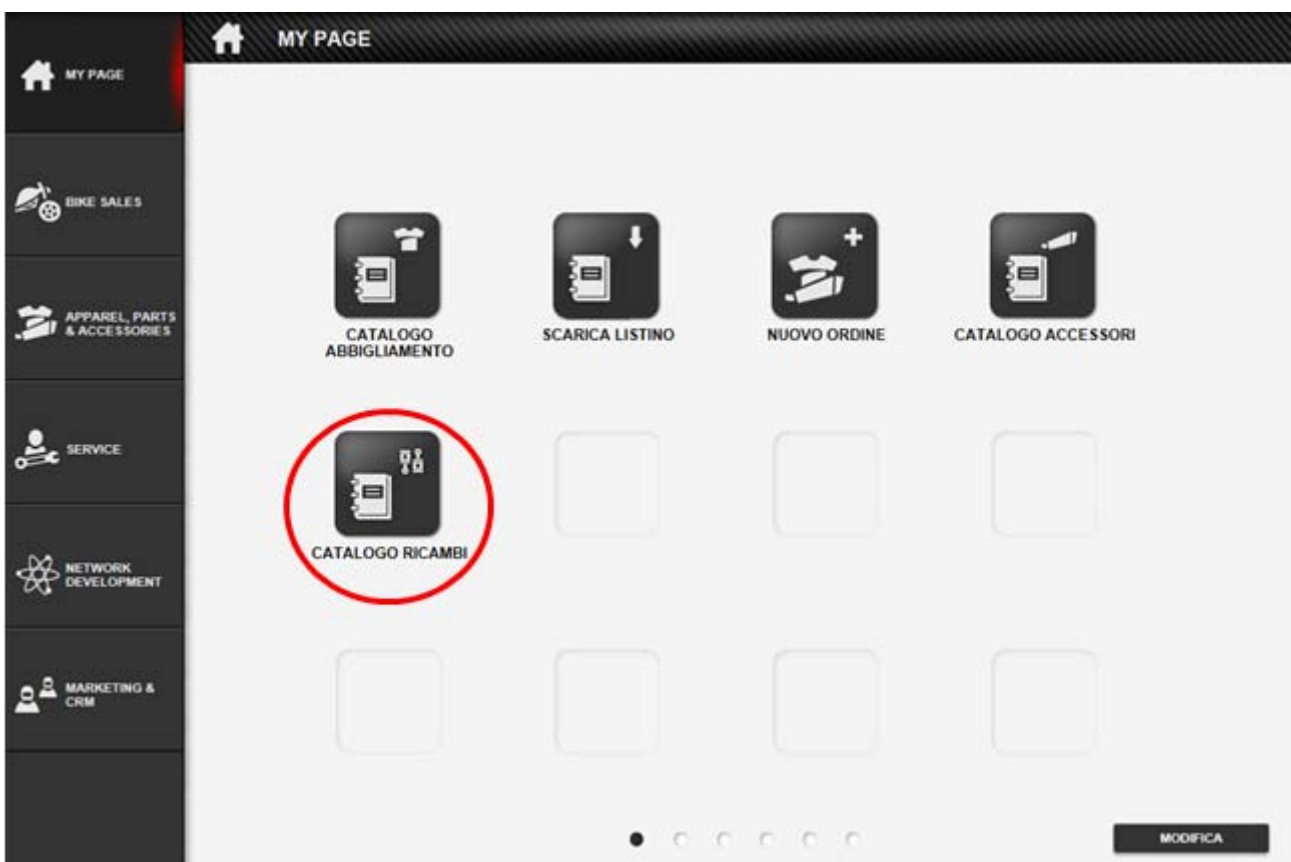 MY PAGE
MY PAGE
BIKE SALES
APPAREL, PARTS
& ACCESSORIES
SERVICE
NETWORK
DEVELOPMENT
MARKETING &
CRM
CATALOGO
ABBIGLIAMENTO
SCARICA LISTINO
NUOVO ORDINE
CATALOGO ACCESSORI
CATALOGO RICAMBI
MODIFICA